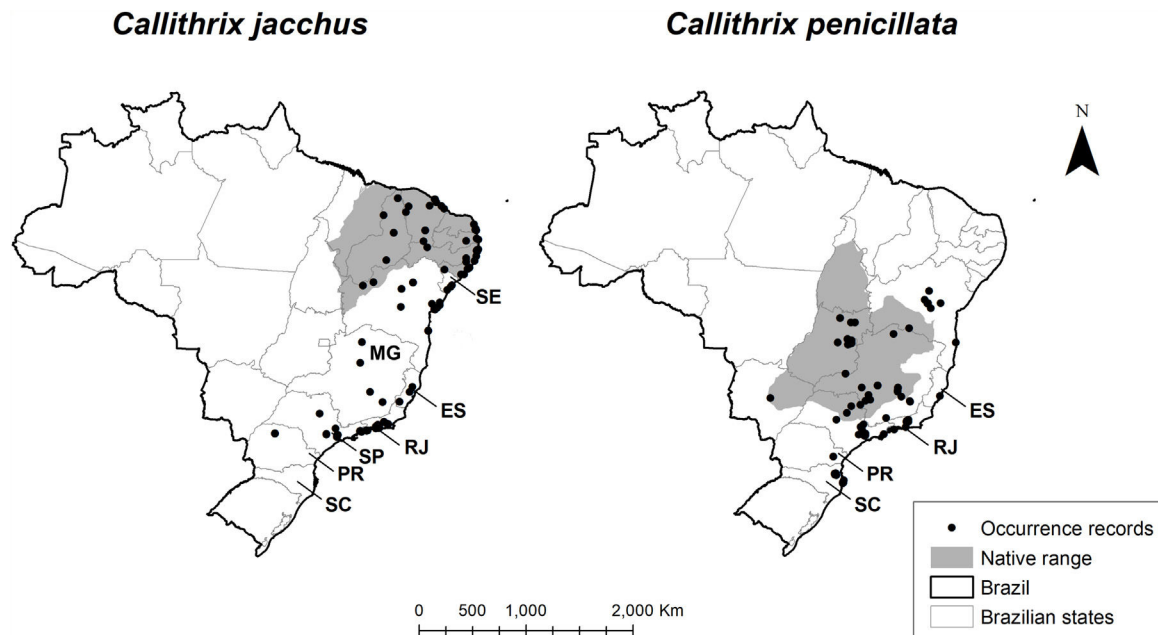 Callithrix jacchus
Callithrix penicillata
N
SE
MG
ES
RJ
SP
PR
SC
ES
RJ
PR
SC
Occurrence records
Native range
Brazil
Brazilian states
0 500 1,000 2,000 Km